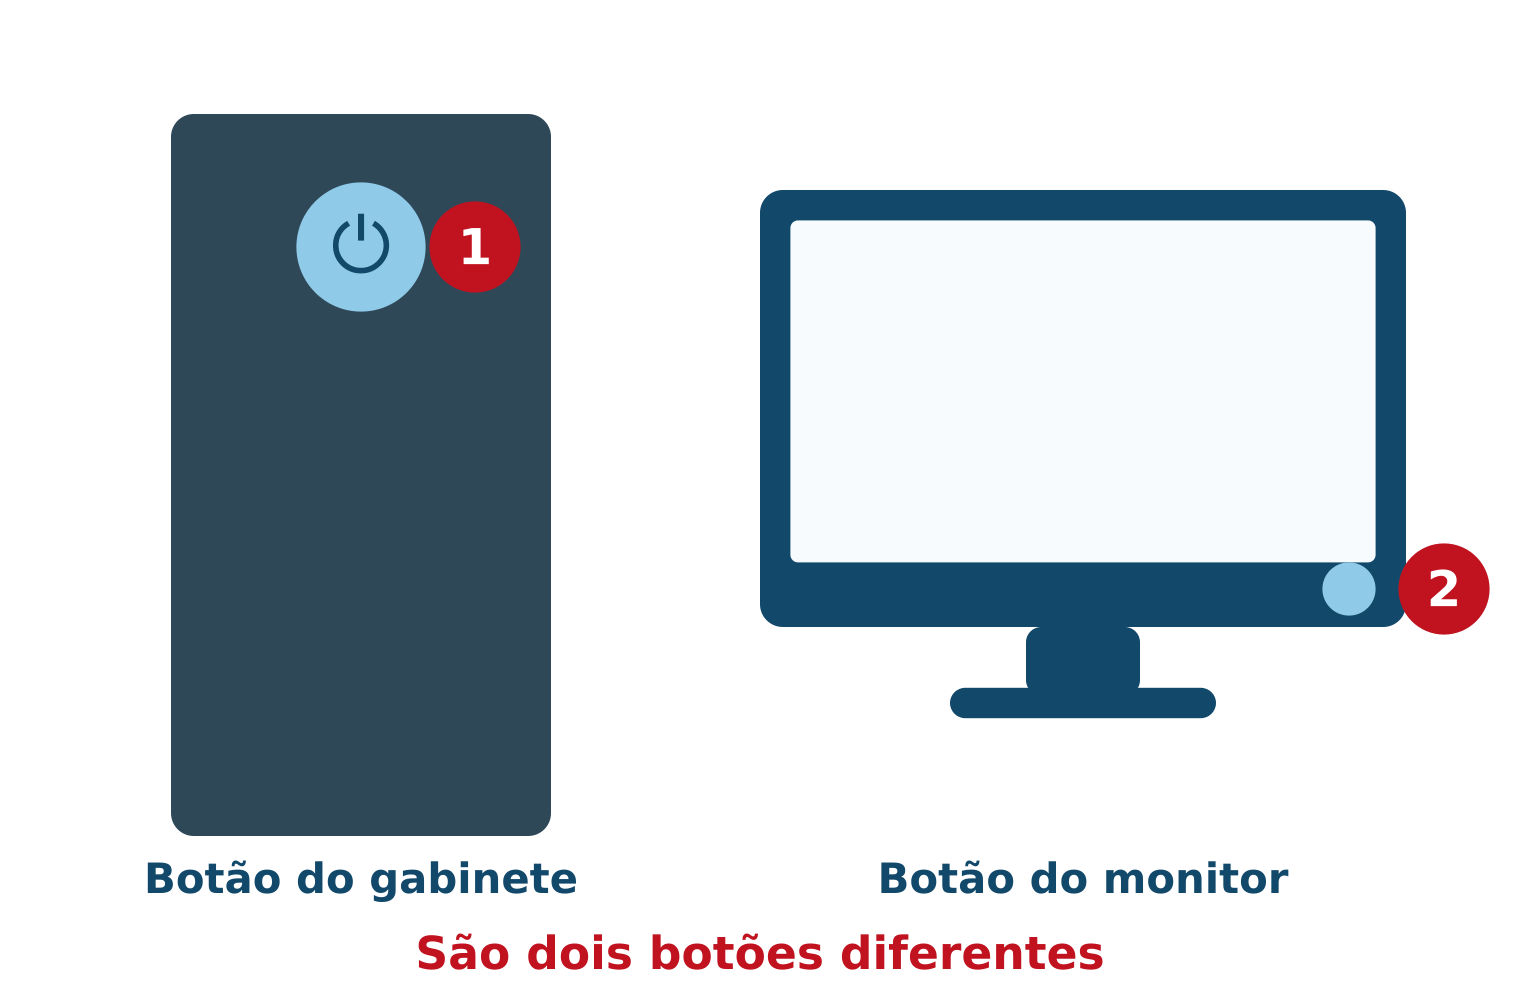 1
2
Botão do gabinete
Botão do monitor
São dois botões diferentes